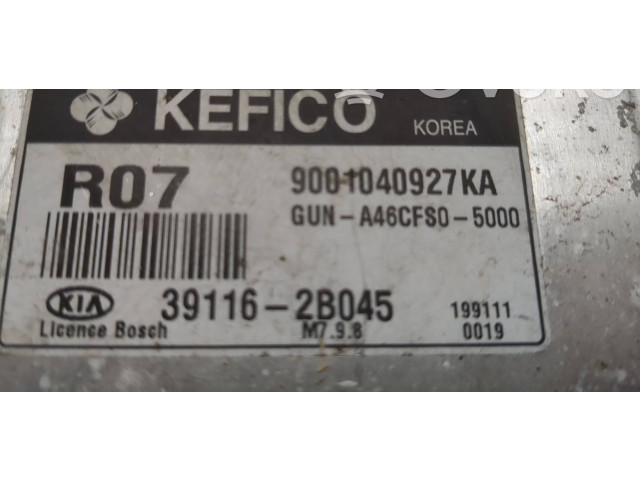 KEFICO
KOREA
R07
9001040927KA
GUN-A46CFS0-5000
KIA
39116-2B045
199111
Licence Bosch
M7.9.8
0019